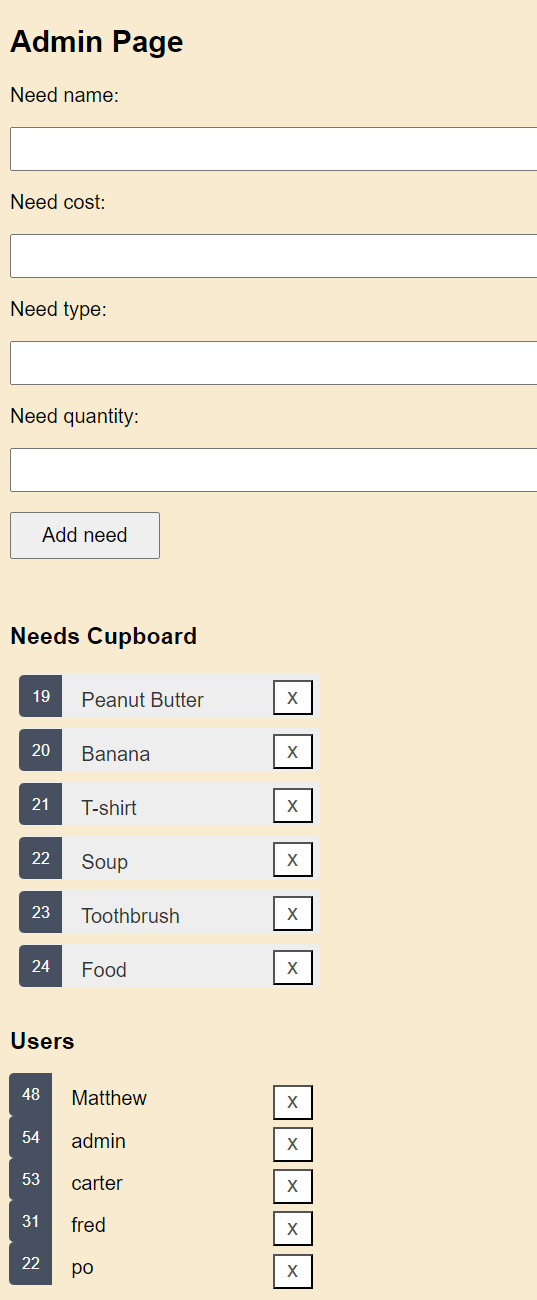 Admin Page
Need name:
Need cost:
Need type:
Need quantity:
Add need
Needs Cupboard
19 Peanut Butter x
20 Banana x
21 T-shirt x
22 Soup x
23 Toothbrush x
24 Food x
Users
48 Matthew x
54 admin x
53 carter x
31 fred x
22 po x